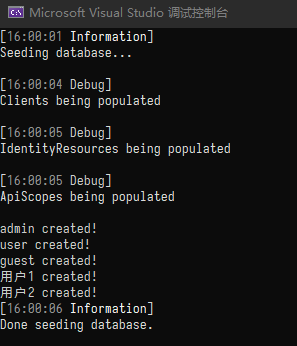 Microsoft Visual Studio 调试控制台
[16:00:01 Information]
Seeding database...
[16:00:04 Debug]
Clients being populated
[16:00:05 Debug]
IdentityResources being populated
[16:00:05 Debug]
ApiScopes being populated
admin created!
user created!
guest created!
用户1 created!
用户2 created!
[16:00:06 Information]
Done seeding database.